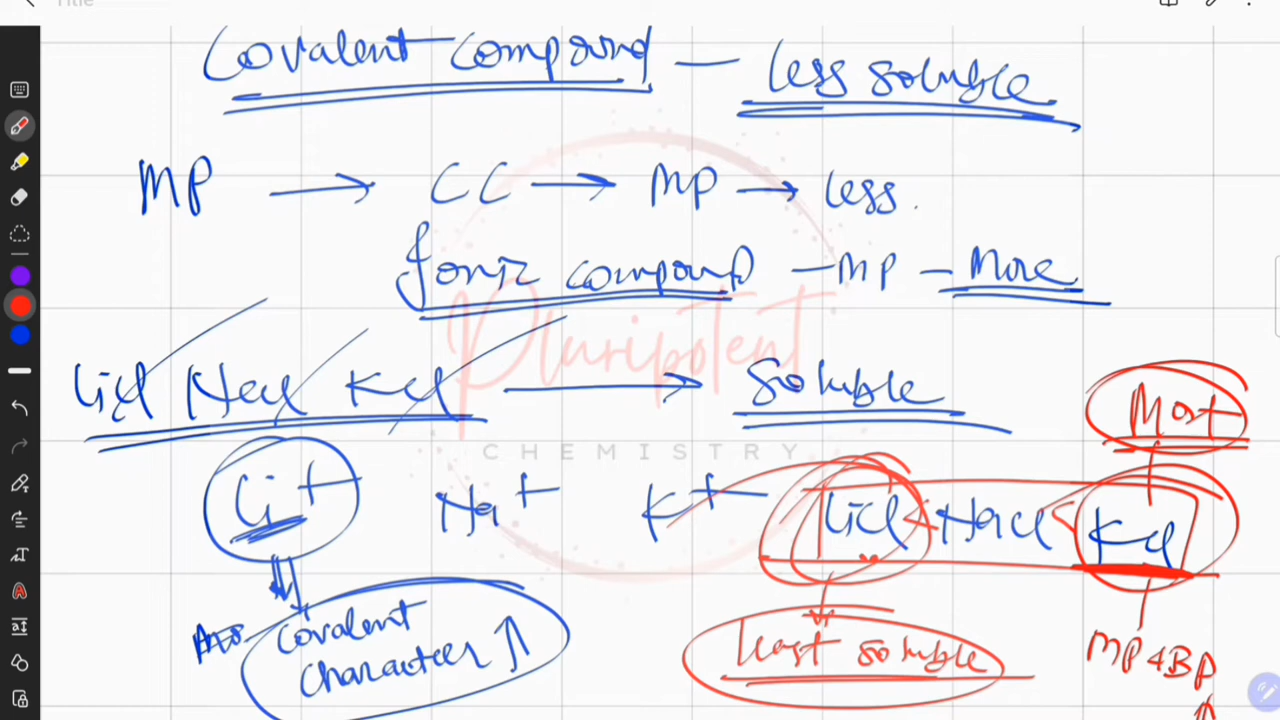 Title
Covalent compound — less soluble
MP → CC → MP → less.
Ionic compound – MP – More
LiCl NaCl KCl → Soluble
Most
Li+ Na+ K+ LiCl < NaCl < KCl
Covalent character ↑
least soluble
MP & BP ↑
Pluripotent
CHEMISTRY